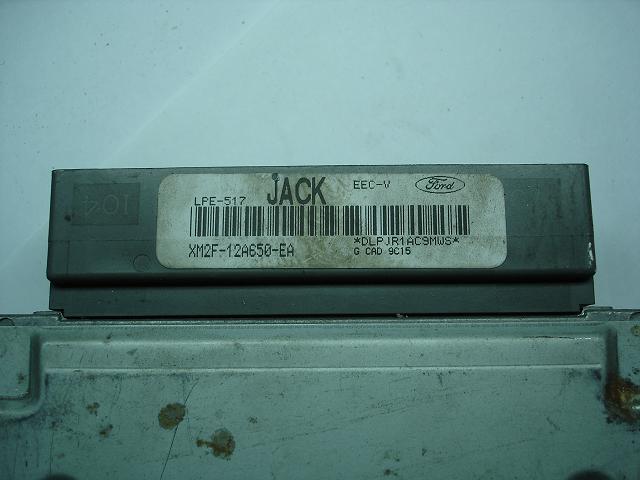 104
LPE-517 JACK EEC-V Ford
XM2F-12A650-EA *DLPJR1AC9MWS*
G CAD 9C15